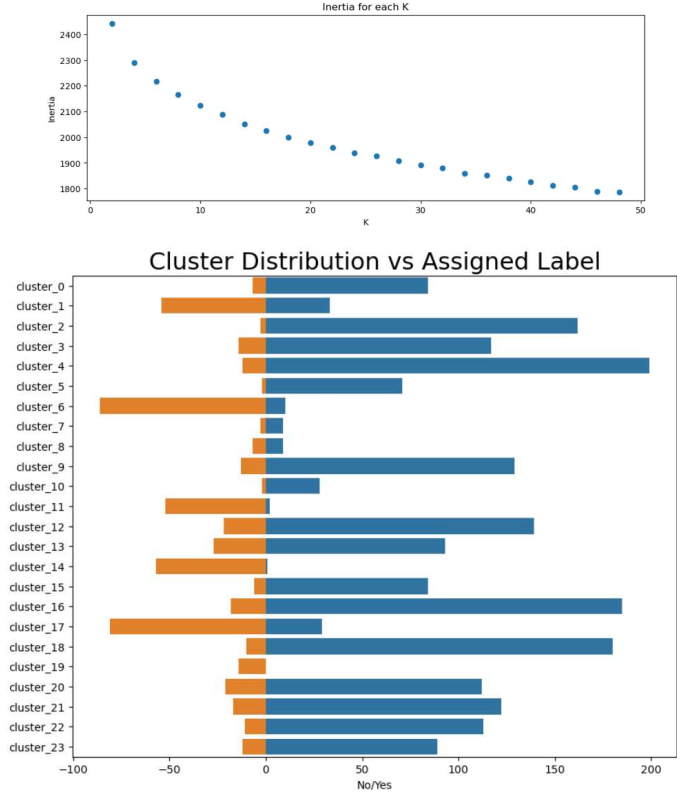 Inertia for each K
2400
2300
2200
2100
2000
1900
1800
Inertia
0 10 20 30 40 50
K
Cluster Distribution vs Assigned Label
cluster_0
cluster_1
cluster_2
cluster_3
cluster_4
cluster_5
cluster_6
cluster_7
cluster_8
cluster_9
cluster_10
cluster_11
cluster_12
cluster_13
cluster_14
cluster_15
cluster_16
cluster_17
cluster_18
cluster_19
cluster_20
cluster_21
cluster_22
cluster_23
−100 −50 0 50 100 150 200
No/Yes